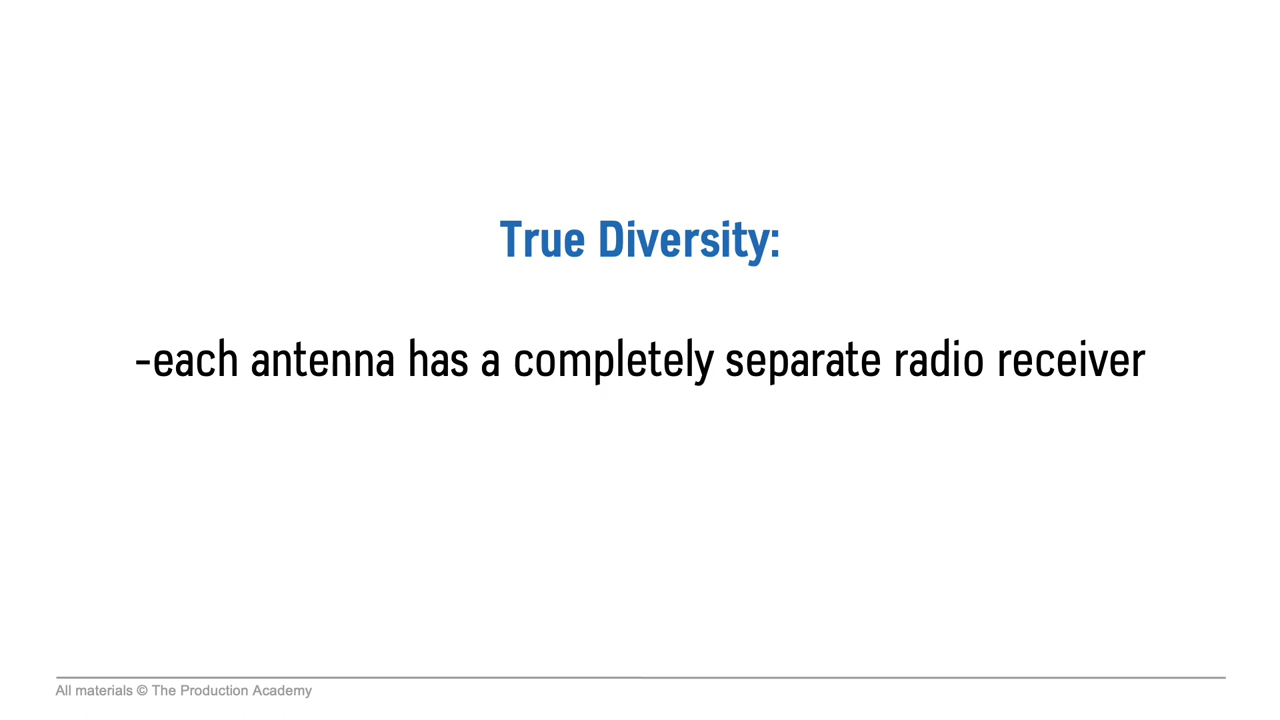 True Diversity:
-each antenna has a completely separate radio receiver
All materials © The Production Academy